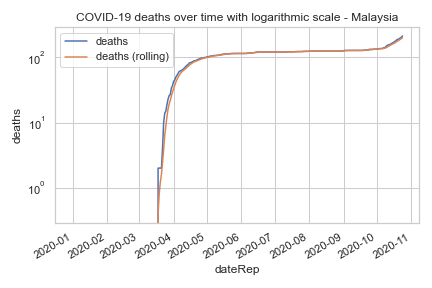 COVID-19 deaths over time with logarithmic scale - Malaysia
deaths
deaths (rolling)
10²
10¹
10⁰
deaths
2020-01
2020-02
2020-03
2020-04
2020-05
2020-06
2020-07
2020-08
2020-09
2020-10
2020-11
dateRep